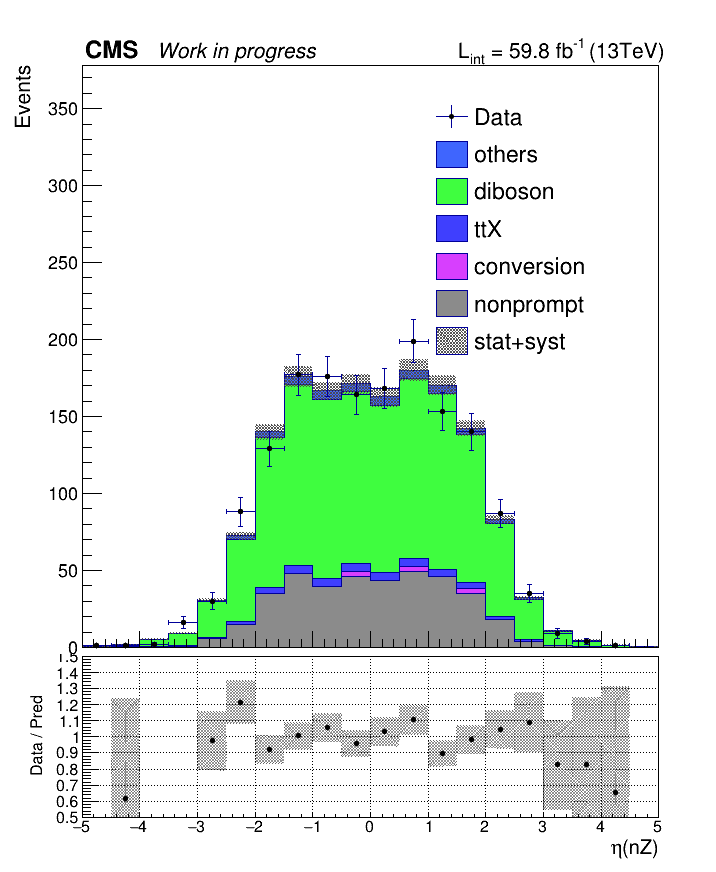 CMS Work in progress L_int = 59.8 fb^-1 (13TeV)
Events
350
300
250
200
150
100
50
0
Data
others
diboson
ttX
conversion
nonprompt
stat+syst
Data / Pred
1.5
1.4
1.3
1.2
1.1
1
0.9
0.8
0.7
0.6
0.5
−5 −4 −3 −2 −1 0 1 2 3 4 5
η(nZ)